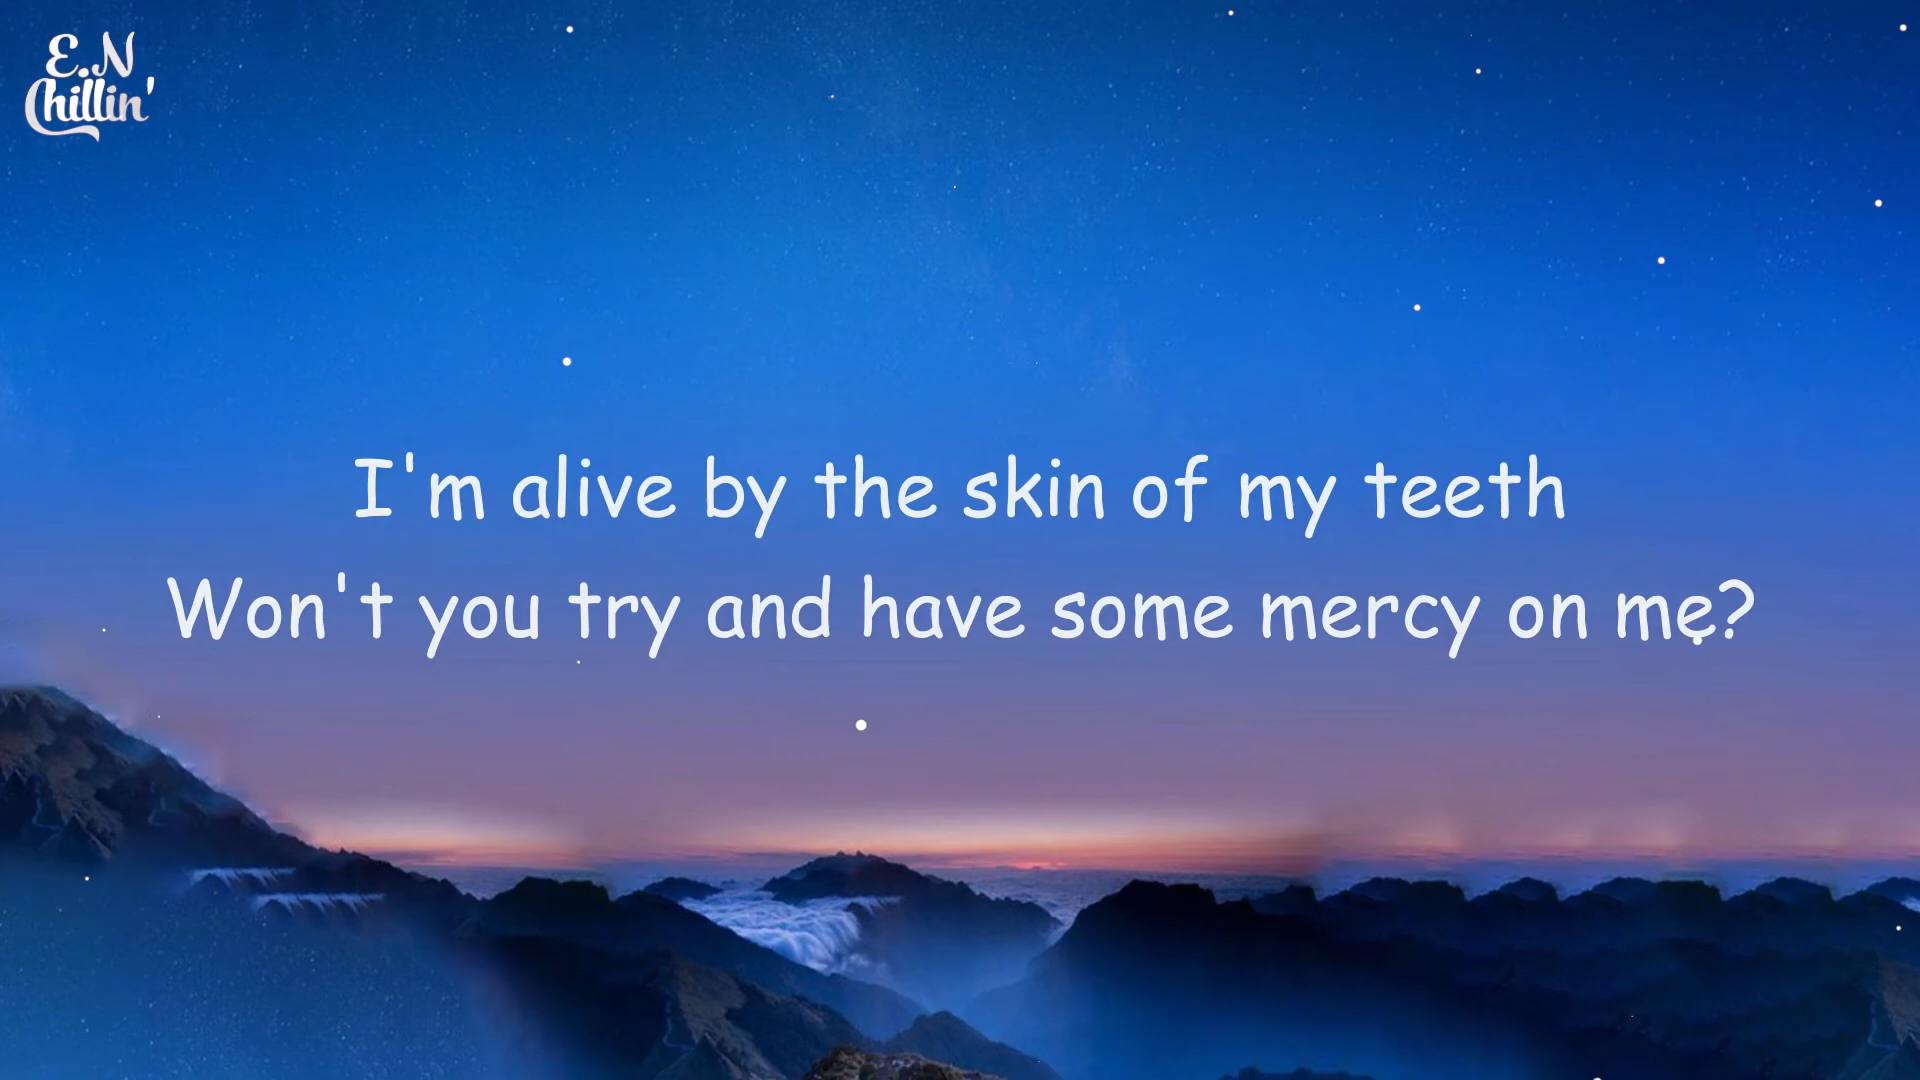 E.N
Chillin'
I'm alive by the skin of my teeth
Won't you try and have some mercy on me?